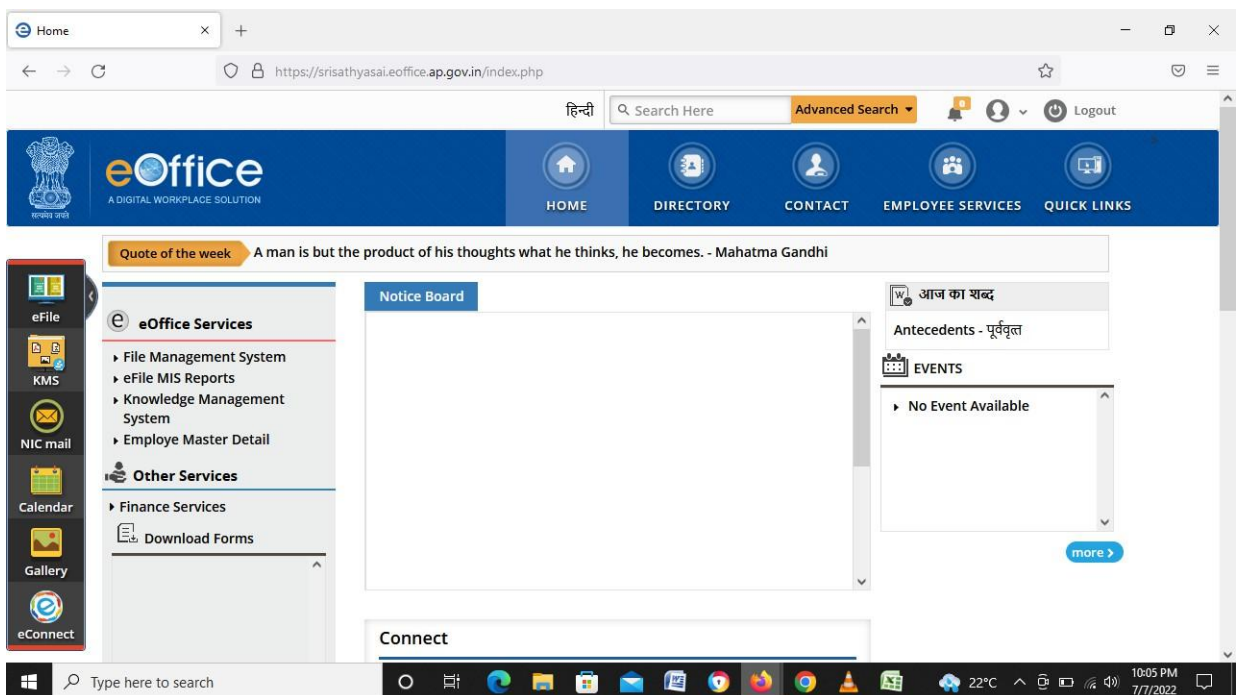 Home
https://srisathyasai.eoffice.ap.gov.in/index.php
हिन्दी Search Here Advanced Search 0 Logout
सत्यमेव जयते
eOffice
A DIGITAL WORKPLACE SOLUTION
HOME DIRECTORY CONTACT EMPLOYEE SERVICES QUICK LINKS
Quote of the week A man is but the product of his thoughts what he thinks, he becomes. - Mahatma Gandhi
eFile
KMS
NIC mail
Calendar
Gallery
eConnect
eOffice Services
File Management System
eFile MIS Reports
Knowledge Management
System
Employe Master Detail
Other Services
Finance Services
Download Forms
Notice Board
Connect
आज का शब्द
Antecedents - पूर्ववृत्त
EVENTS
No Event Available
more
Type here to search
22°C
10:05 PM
7/7/2022